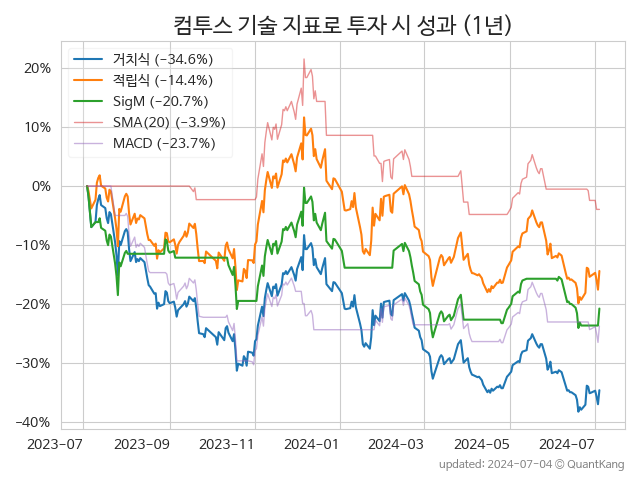 컴투스 기술 지표로 투자 시 성과 (1년)
거치식 (−34.6%)
적립식 (−14.4%)
SigM (−20.7%)
SMA(20) (−3.9%)
MACD (−23.7%)
20%
10%
0%
−10%
−20%
−30%
−40%
2023-07 2023-09 2023-11 2024-01 2024-03 2024-05 2024-07
updated: 2024-07-04 © QuantKang